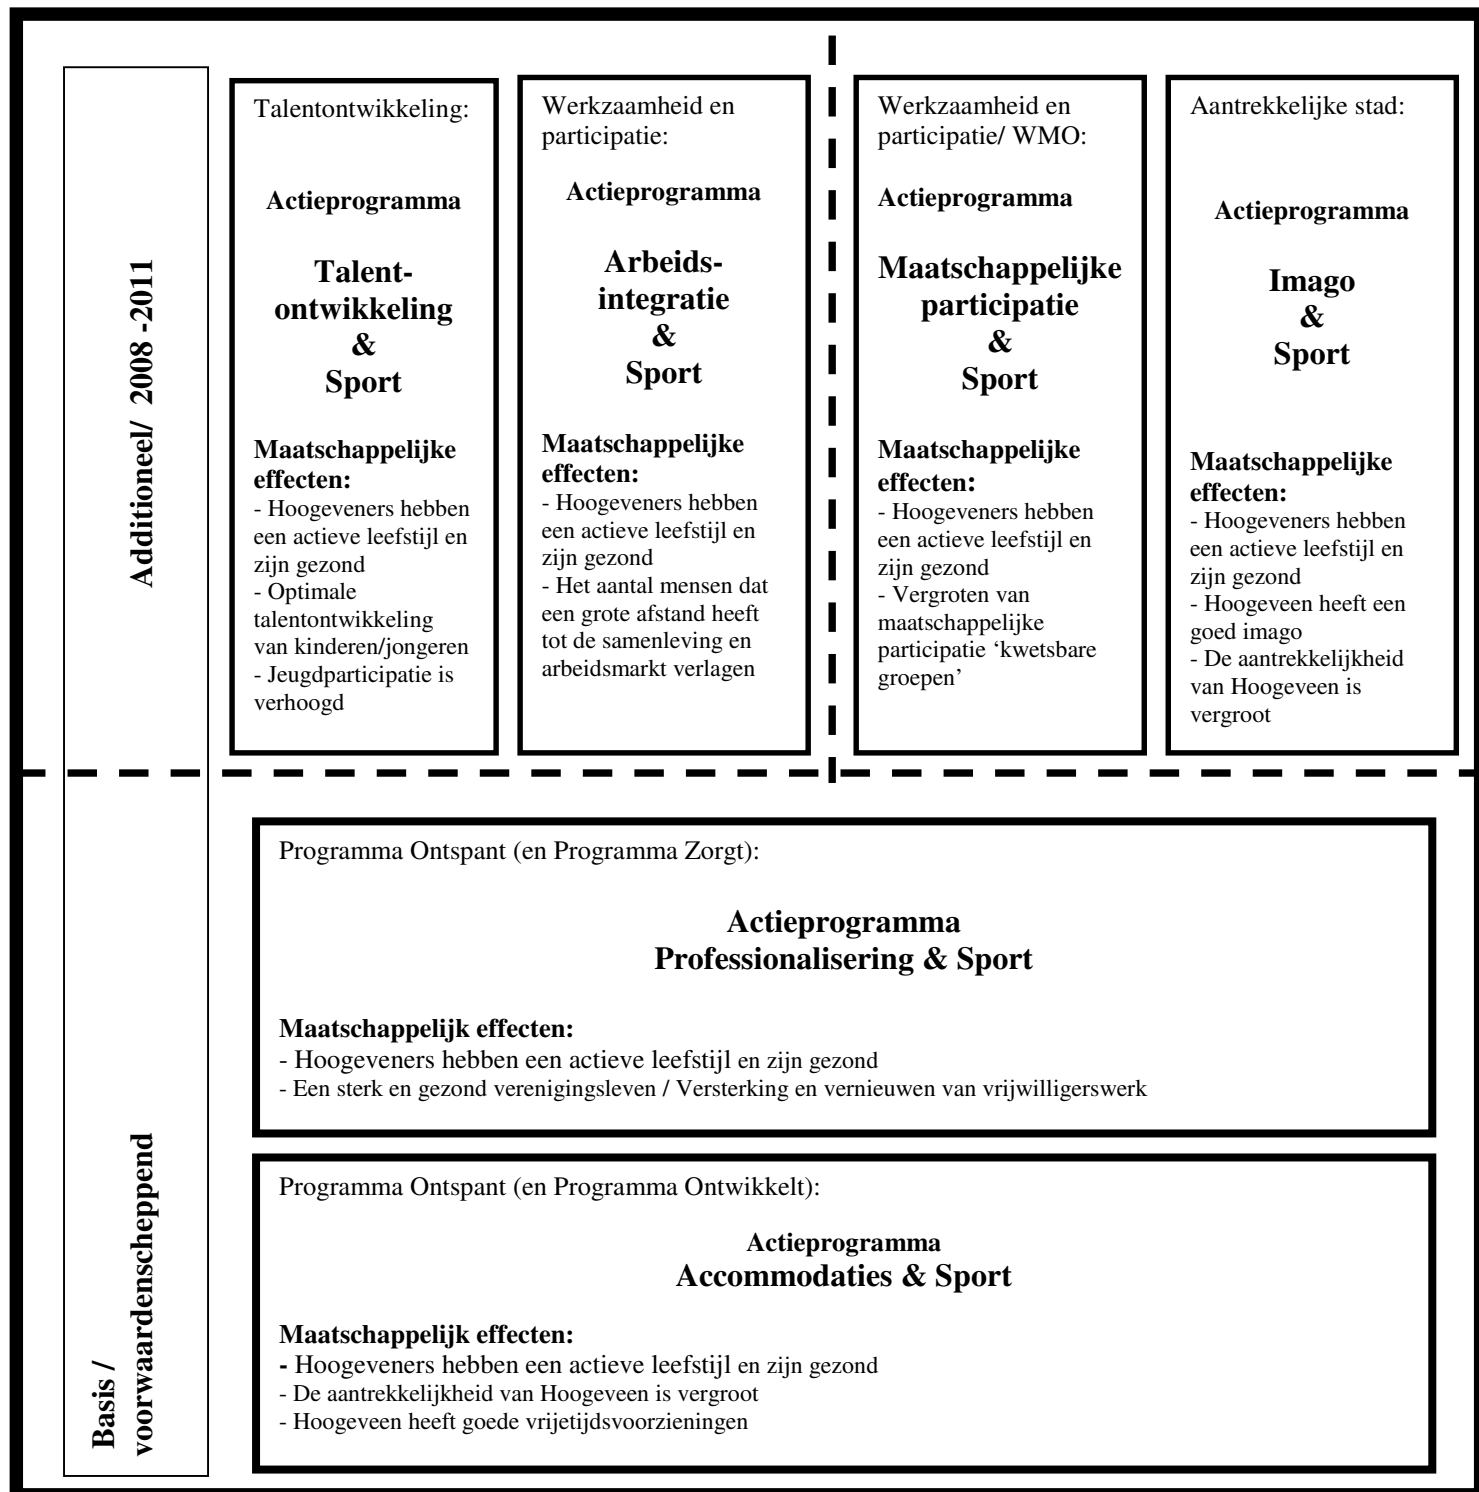 Additioneel/ 2008 -2011
Talentontwikkeling:
Actieprogramma
Talent-
ontwikkeling
&
Sport
Maatschappelijke
effecten:
- Hoogeveners hebben
een actieve leefstijl en
zijn gezond
- Optimale
talentontwikkeling
van kinderen/jongeren
- Jeugdparticipatie is
verhoogd
Werkzaamheid en
participatie:
Actieprogramma
Arbeids-
integratie
&
Sport
Maatschappelijke
effecten:
- Hoogeveners hebben
een actieve leefstijl en
zijn gezond
- Het aantal mensen dat
een grote afstand heeft
tot de samenleving en
arbeidsmarkt verlagen
Werkzaamheid en
participatie/ WMO:
Actieprogramma
Maatschappelijke
participatie
&
Sport
Maatschappelijke
effecten:
- Hoogeveners hebben
een actieve leefstijl en
zijn gezond
- Vergroten van
maatschappelijke
participatie ‘kwetsbare
groepen’
Aantrekkelijke stad:
Actieprogramma
Imago
&
Sport
Maatschappelijke
effecten:
- Hoogeveners hebben
een actieve leefstijl en
zijn gezond
- Hoogeveen heeft een
goed imago
- De aantrekkelijkheid
van Hoogeveen is
vergroot
Basis /
voorwaardenscheppend
Programma Ontspant (en Programma Zorgt):
Actieprogramma
Professionalisering & Sport
Maatschappelijk effecten:
- Hoogeveners hebben een actieve leefstijl en zijn gezond
- Een sterk en gezond verenigingsleven / Versterking en vernieuwen van vrijwilligerswerk
Programma Ontspant (en Programma Ontwikkelt):
Actieprogramma
Accommodaties & Sport
Maatschappelijk effecten:
- Hoogeveners hebben een actieve leefstijl en zijn gezond
- De aantrekkelijkheid van Hoogeveen is vergroot
- Hoogeveen heeft goede vrijetijdsvoorzieningen